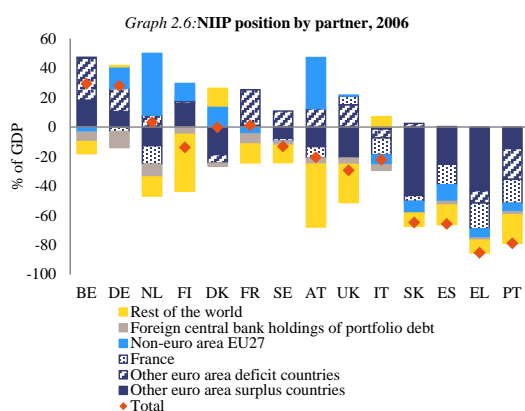 Graph 2.6:NIIP position by partner, 2006
60
40
20
0
-20
-40
-60
-80
-100
% of GDP
BE DE NL FI DK FR SE AT UK IT SK ES EL PT
Rest of the world
Foreign central bank holdings of portfolio debt
Non-euro area EU27
France
Other euro area deficit countries
Other euro area surplus countries
Total